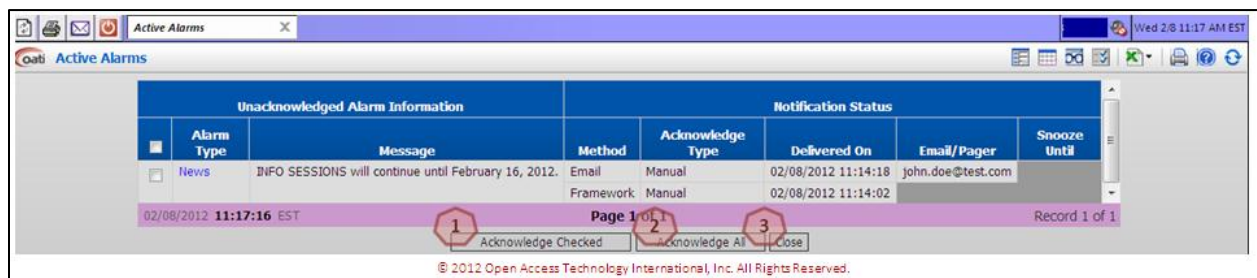 Active Alarms
Wed 2/8 11:17 AM EST
oati Active Alarms
Unacknowledged Alarm Information Notification Status
Alarm Type Message Method Acknowledge Type Delivered On Email/Pager Snooze Until
News INFO SESSIONS will continue until February 16, 2012. Email Manual 02/08/2012 11:14:18 john.doe@test.com
Framework Manual 02/08/2012 11:14:02
02/08/2012 11:17:16 EST Page 1 of 1 Record 1 of 1
1 2 3
Acknowledge Checked Acknowledge All Close
© 2012 Open Access Technology International, Inc. All Rights Reserved.